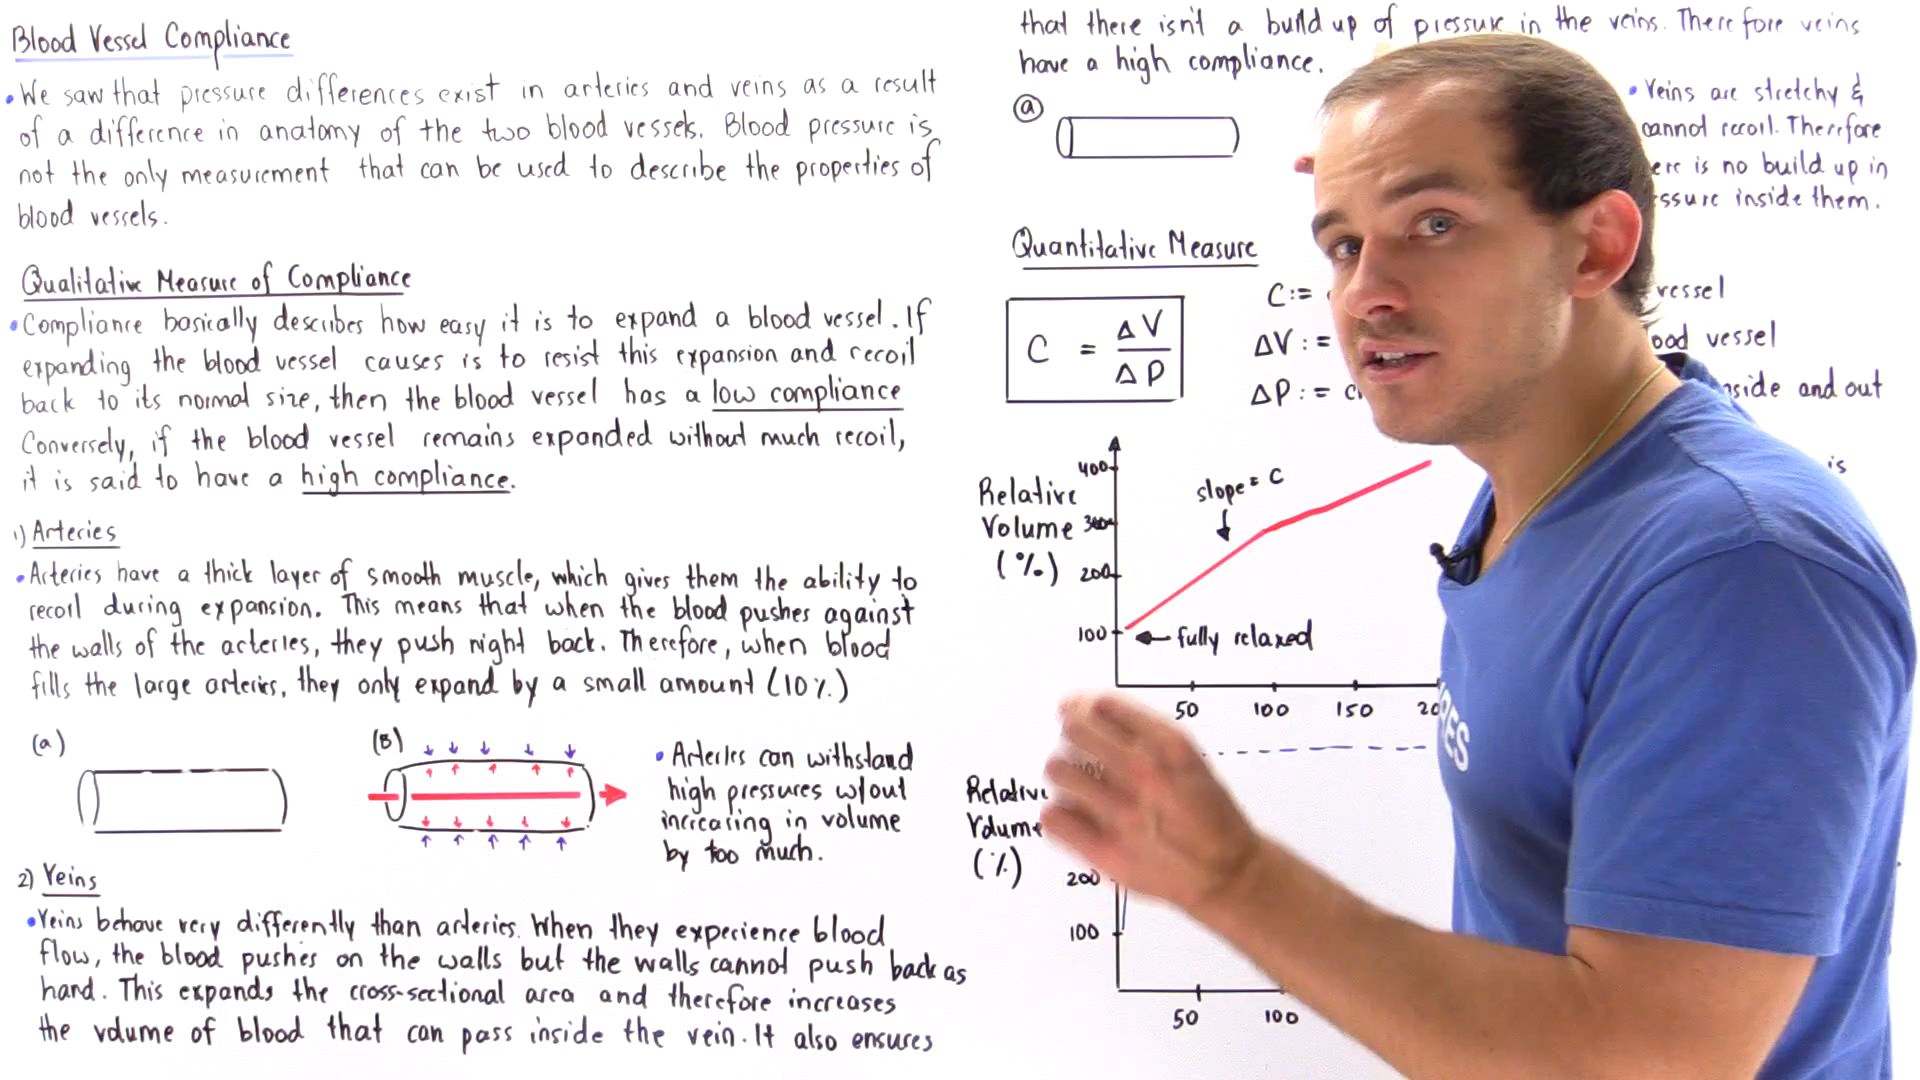 Blood Vessel Compliance
• We saw that pressure differences exist in arteries and veins as a result
of a difference in anatomy of the two blood vessels. Blood pressure is
not the only measurement that can be used to describe the properties of
blood vessels.
Qualitative Measure of Compliance
• Compliance basically describes how easy it is to expand a blood vessel. If
expanding the blood vessel causes is to resist this expansion and recoil
back to its normal size, then the blood vessel has a low compliance
Conversely, if the blood vessel remains expanded without much recoil,
it is said to have a high compliance.
1) Arteries
• Arteries have a thick layer of smooth muscle, which gives them the ability to
recoil during expansion. This means that when the blood pushes against
the walls of the arteries, they push right back. Therefore, when blood
fills the large arteries, they only expand by a small amount (10%)
(a)
(B)
• Arteries can withstand
high pressures w/out
increasing in volume
by too much.
2) Veins
• Veins behave very differently than arteries. When they experience blood
flow, the blood pushes on the walls but the walls cannot push back as
hard. This expands the cross-sectional area and therefore increases
the volume of blood that can pass inside the vein. It also ensures
that there isn't a build up of pressure in the veins. Therefore veins
have a high compliance.
(a)
• Veins are stretchy &
cannot recoil. Therefore
is no build up in
inside them.
Quantitative Measure
C = ΔV/ΔP
C :=
vessel
ΔV :=
vessel
ΔP :=
and out
is
Relative
Volume
(%)
400
300
200
100
slope = C
fully relaxed
50 100 150
Relative
Volume
(%)
200
100
50 100